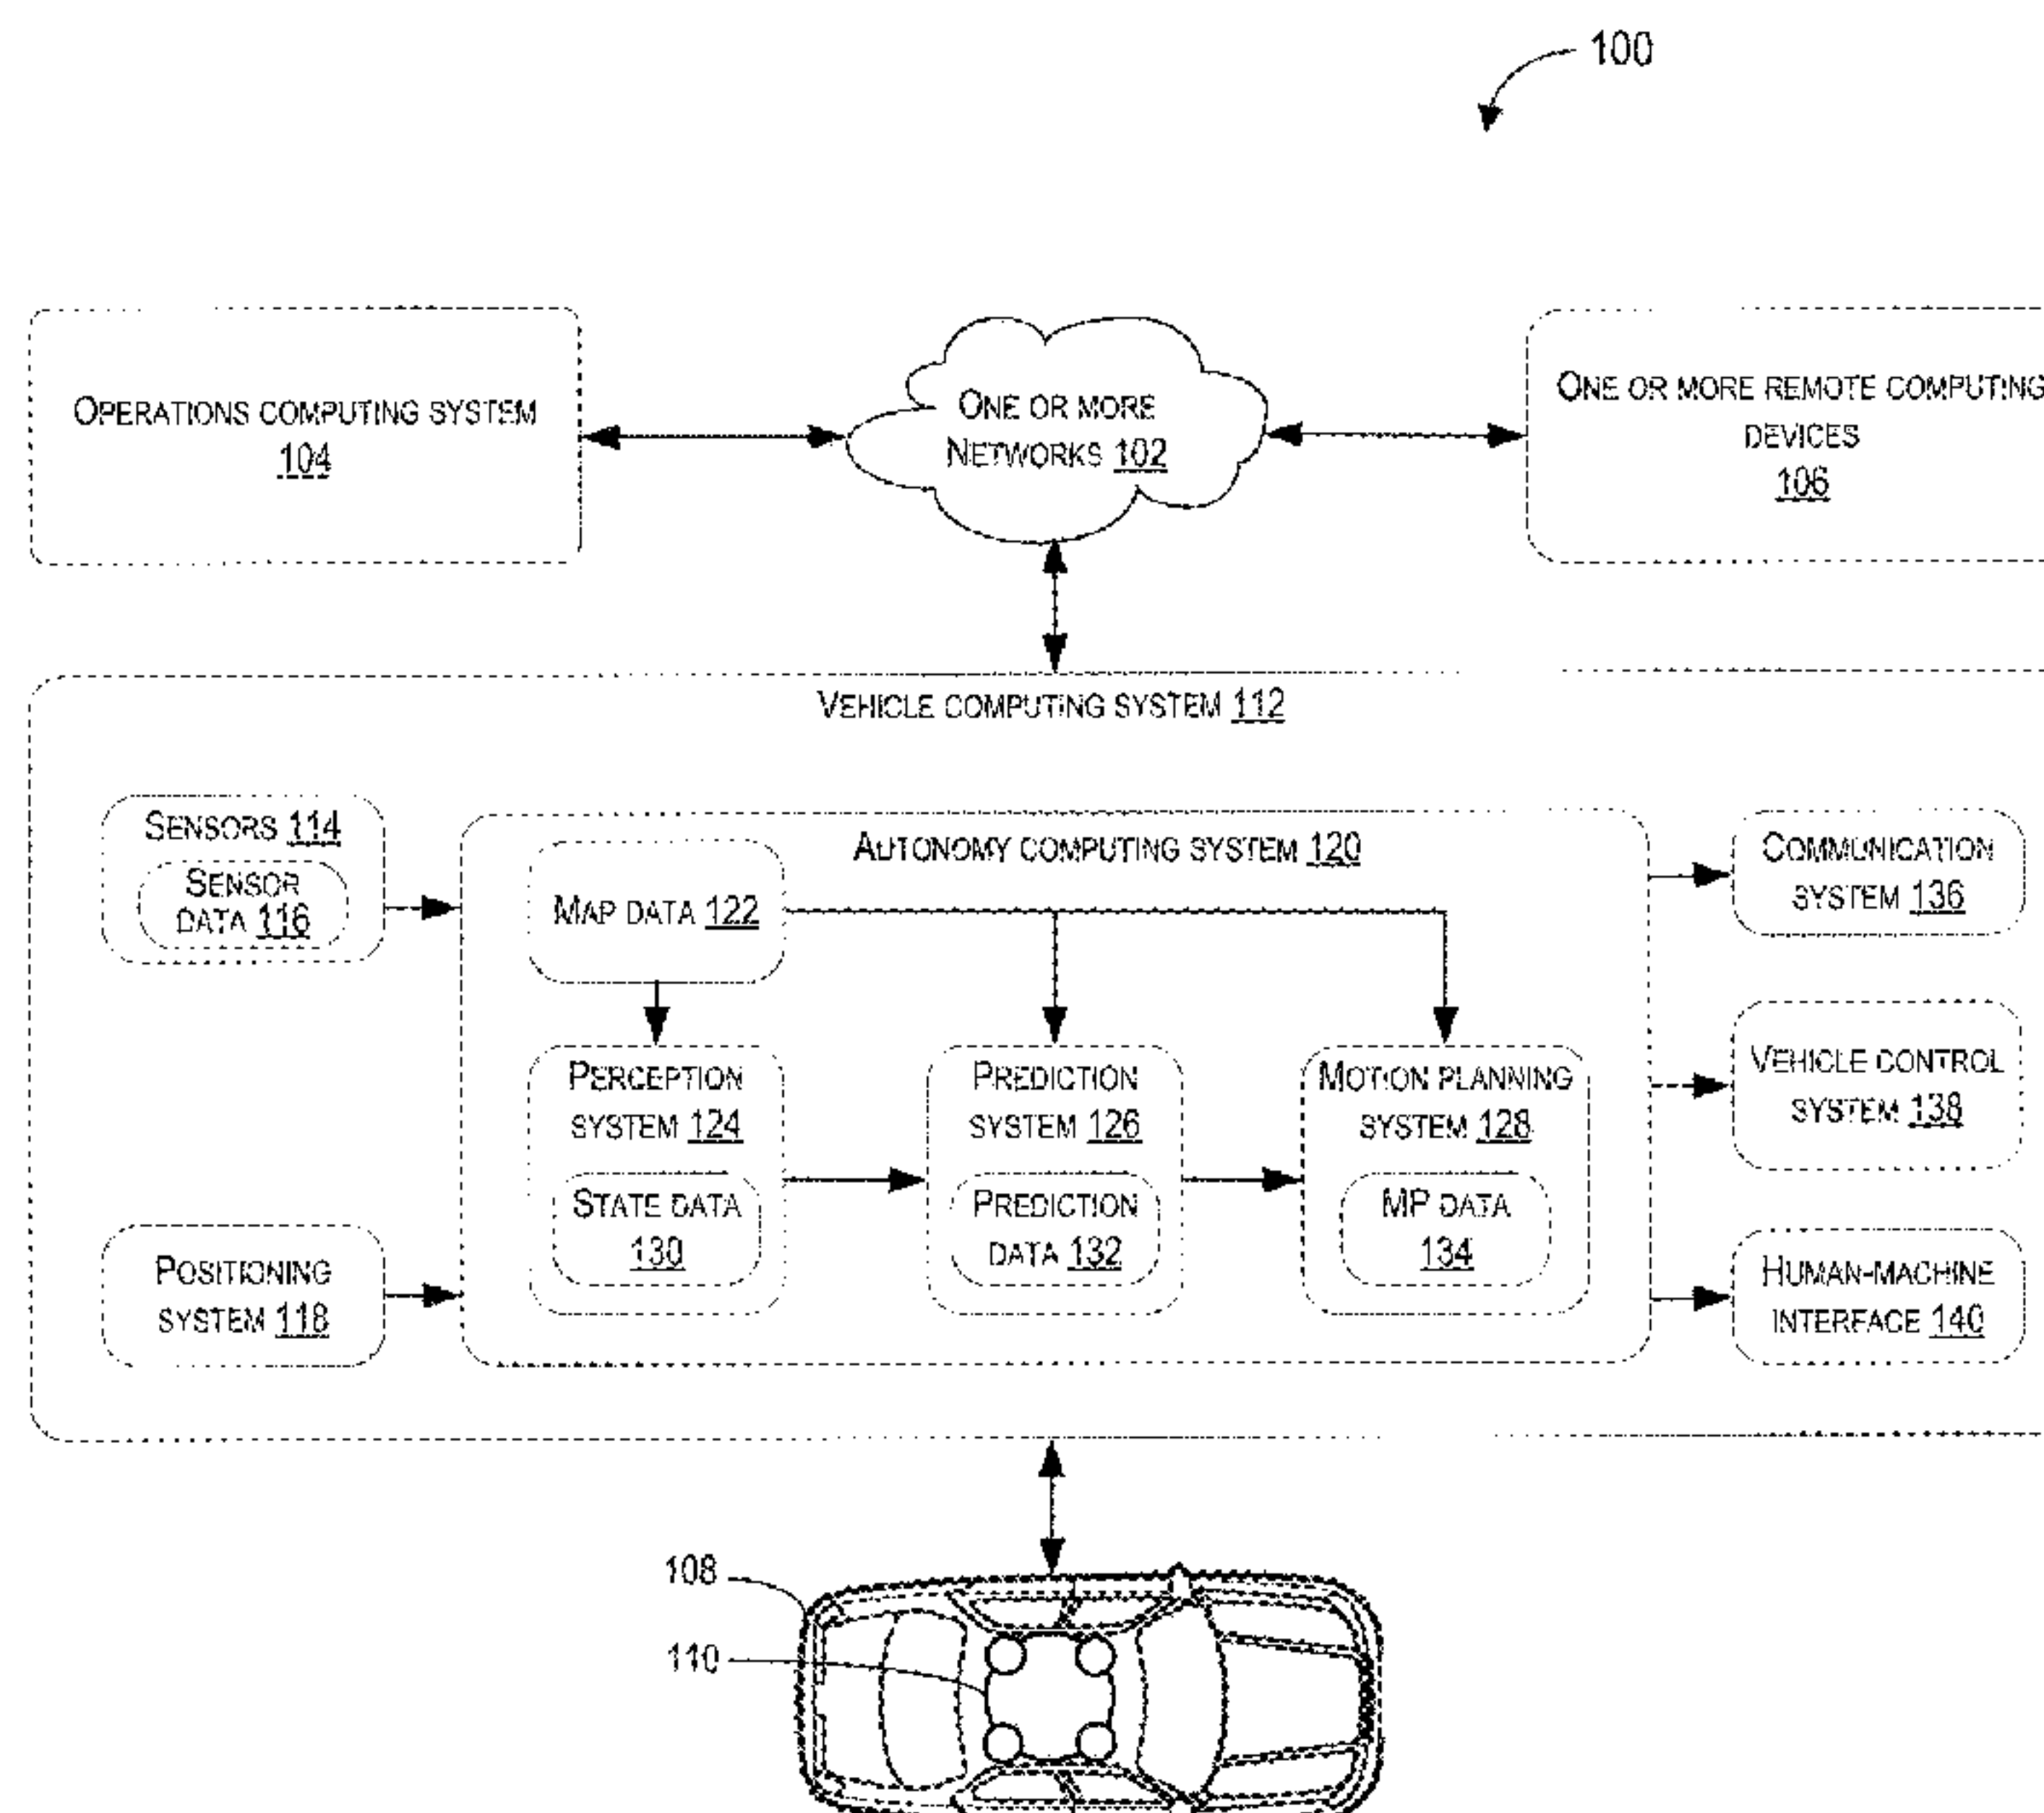 100
OPERATIONS COMPUTING SYSTEM
104
ONE OR MORE
NETWORKS 102
ONE OR MORE REMOTE COMPUTING
DEVICES
106
VEHICLE COMPUTING SYSTEM 112
SENSORS 114
SENSOR
DATA 116
POSITIONING
SYSTEM 118
AUTONOMY COMPUTING SYSTEM 120
MAP DATA 122
PERCEPTION
SYSTEM 124
STATE DATA
130
PREDICTION
SYSTEM 126
PREDICTION
DATA 132
MOTION PLANNING
SYSTEM 128
MP DATA
134
COMMUNICATION
SYSTEM 136
VEHICLE CONTROL
SYSTEM 138
HUMAN-MACHINE
INTERFACE 140
108
110